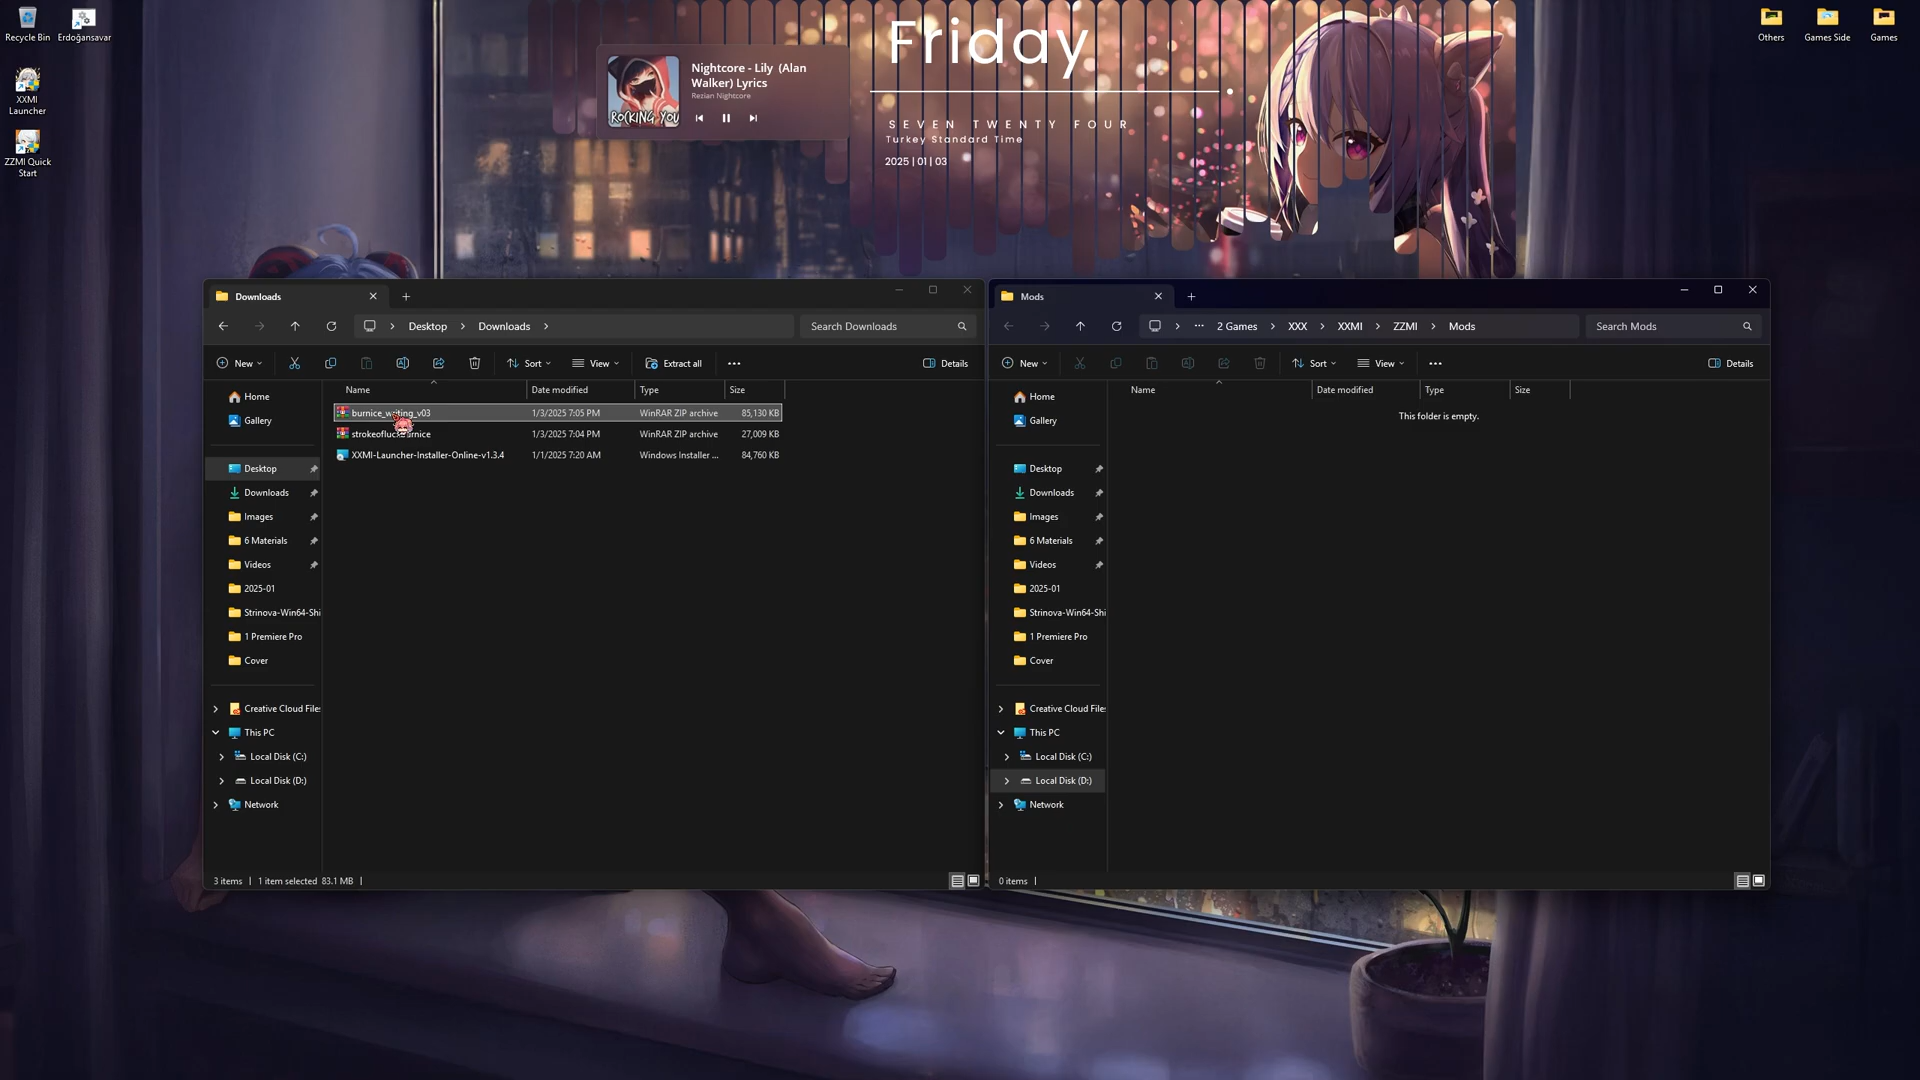 Recycle Bin
Erdoğansavar
XXMI
Launcher
ZZMI Quick
Start
Others
Games Side
Games
Friday
SEVEN TWENTY FOUR
Turkey Standard Time
2025 | 01 | 03
Nightcore - Lily (Alan
Walker) Lyrics
Rezian Nightcore
ROCKING YOU
Downloads
Desktop > Downloads >
Search Downloads
New
Sort
View
Extract all
Details
Name
Date modified
Type
Size
burnice_writing_v03 1/3/2025 7:05 PM WinRAR ZIP archive 85,130 KB
1/3/2025 7:04 PM WinRAR ZIP archive 27,009 KB
XXMI-Launcher-Installer-Online-v1.3.4 1/1/2025 7:20 AM Windows Installer ... 84,760 KB
Home
Gallery
Desktop
Downloads
Images
6 Materials
Videos
2025-01
Strinova-Win64-Shi
1 Premiere Pro
Cover
Creative Cloud Files
This PC
Local Disk (C:)
Local Disk (D:)
Network
3 items | 1 item selected 83.1 MB |
Mods
... 2 Games > XXX > XXMI > ZZMI > Mods
Search Mods
New
Sort
View
Details
Name
Date modified
Type
Size
This folder is empty.
Home
Gallery
Desktop
Downloads
Images
6 Materials
Videos
2025-01
Strinova-Win64-Shi
1 Premiere Pro
Cover
Creative Cloud Files
This PC
Local Disk (C:)
Local Disk (D:)
Network
0 items |